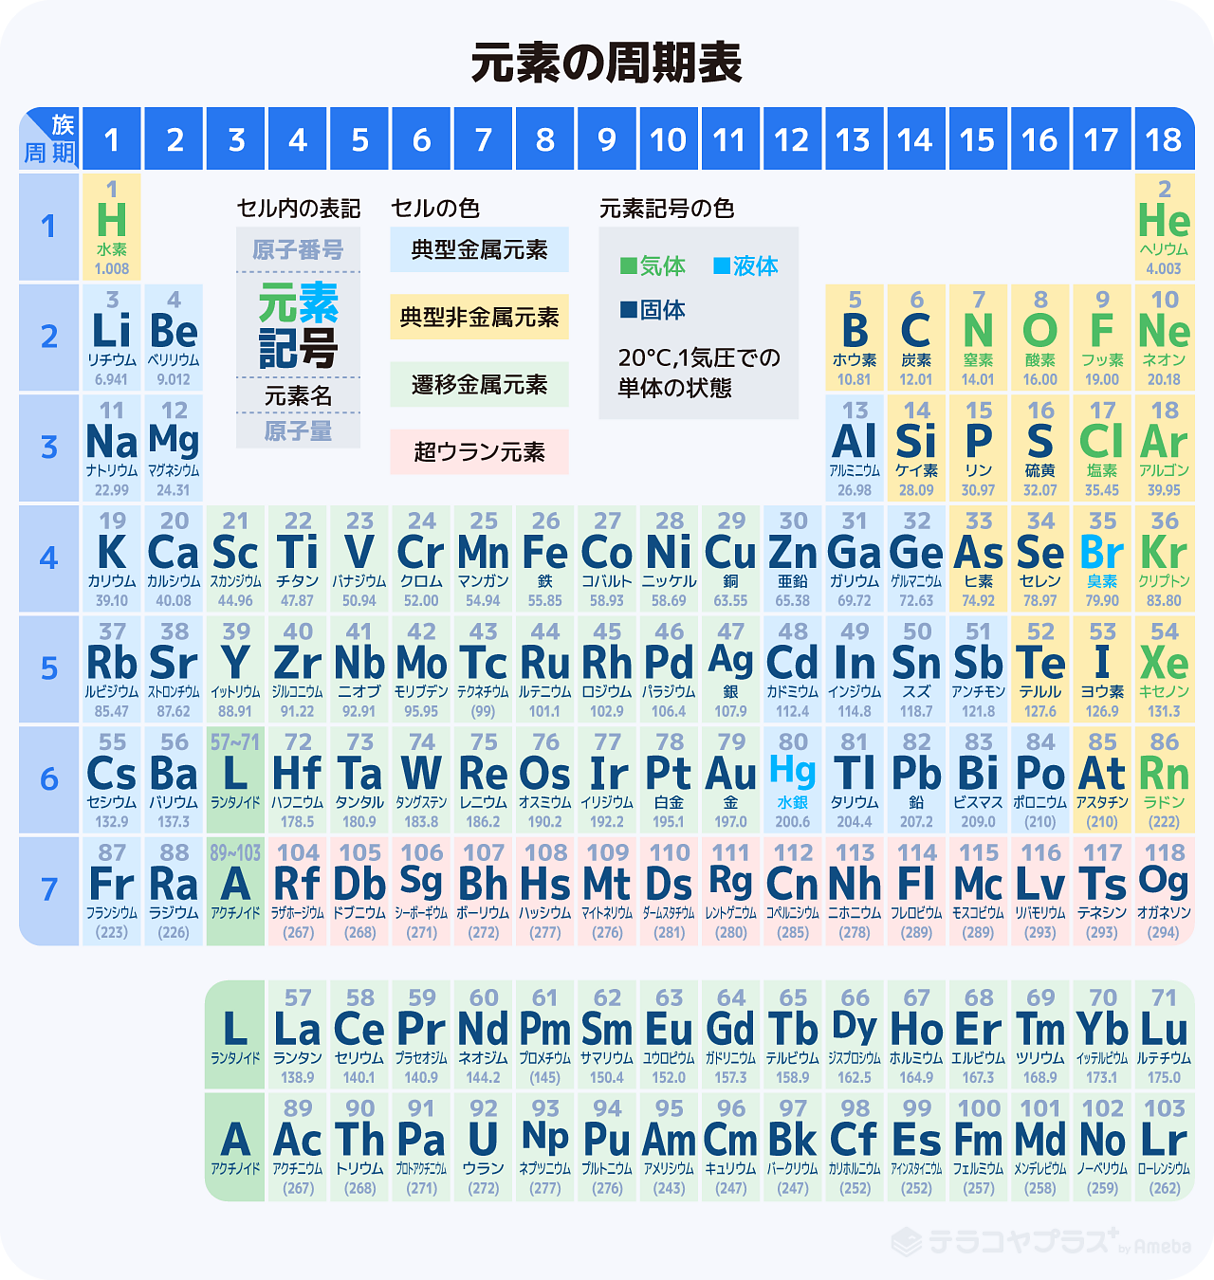 元素の周期表
族
周期
1 2 3 4 5 6 7 8 9 10 11 12 13 14 15 16 17 18
セル内の表記
原子番号
元素
記号
元素名
原子量
セルの色
典型金属元素
典型非金属元素
遷移金属元素
超ウラン元素
元素記号の色
■気体 ■液体
■固体
20℃,1気圧での
単体の状態
1
1 2
H He
水素 ヘリウム
1.008 4.003
2
3 4 5 6 7 8 9 10
Li Be B C N O F Ne
リチウム ベリリウム ホウ素 炭素 窒素 酸素 フッ素 ネオン
6.941 9.012 10.81 12.01 14.01 16.00 19.00 20.18
3
11 12 13 14 15 16 17 18
Na Mg Al Si P S Cl Ar
ナトリウム マグネシウム アルミニウム ケイ素 リン 硫黄 塩素 アルゴン
22.99 24.31 26.98 28.09 30.97 32.07 35.45 39.95
4
19 20 21 22 23 24 25 26 27 28 29 30 31 32 33 34 35 36
K Ca Sc Ti V Cr Mn Fe Co Ni Cu Zn Ga Ge As Se Br Kr
カリウム カルシウム スカンジウム チタン バナジウム クロム マンガン 鉄 コバルト ニッケル 銅 亜鉛 ガリウム ゲルマニウム ヒ素 セレン 臭素 クリプトン
39.10 40.08 44.96 47.87 50.94 52.00 54.94 55.85 58.93 58.69 63.55 65.38 69.72 72.63 74.92 78.97 79.90 83.80
5
37 38 39 40 41 42 43 44 45 46 47 48 49 50 51 52 53 54
Rb Sr Y Zr Nb Mo Tc Ru Rh Pd Ag Cd In Sn Sb Te I Xe
ルビジウム ストロンチウム イットリウム ジルコニウム ニオブ モリブデン テクネチウム ルテニウム ロジウム パラジウム 銀 カドミウム インジウム スズ アンチモン テルル ヨウ素 キセノン
85.47 87.62 88.91 91.22 92.91 95.95 (99) 101.1 102.9 106.4 107.9 112.4 114.8 118.7 121.8 127.6 126.9 131.3
6
55 56 57~71 72 73 74 75 76 77 78 79 80 81 82 83 84 85 86
Cs Ba L Hf Ta W Re Os Ir Pt Au Hg Tl Pb Bi Po At Rn
セシウム バリウム ランタノイド ハフニウム タンタル タングステン レニウム オスミウム イリジウム 白金 金 水銀 タリウム 鉛 ビスマス ポロニウム アスタチン ラドン
132.9 137.3 178.5 180.9 183.8 186.2 190.2 192.2 195.1 197.0 200.6 204.4 207.2 209.0 (210) (210) (222)
7
87 88 89~103 104 105 106 107 108 109 110 111 112 113 114 115 116 117 118
Fr Ra A Rf Db Sg Bh Hs Mt Ds Rg Cn Nh Fl Mc Lv Ts Og
フランシウム ラジウム アクチノイド ラザホージウム ドブニウム シーボーギウム ボーリウム ハッシウム マイトネリウム ダームスタチウム レントゲニウム コペルニシウム ニホニウム フレロビウム モスコビウム リバモリウム テネシン オガネソン
(223) (226) (267) (268) (271) (272) (277) (276) (281) (280) (285) (278) (289) (289) (293) (293) (294)
57 58 59 60 61 62 63 64 65 66 67 68 69 70 71
L La Ce Pr Nd Pm Sm Eu Gd Tb Dy Ho Er Tm Yb Lu
ランタノイド ランタン セリウム プラセオジム ネオジム プロメチウム サマリウム ユウロピウム ガドリニウム テルビウム ジスプロシウム ホルミウム エルビウム ツリウム イッテルビウム ルテチウム
138.9 140.1 140.9 144.2 (145) 150.4 152.0 157.3 158.9 162.5 164.9 167.3 168.9 173.1 175.0
89 90 91 92 93 94 95 96 97 98 99 100 101 102 103
A Ac Th Pa U Np Pu Am Cm Bk Cf Es Fm Md No Lr
アクチノイド アクチニウム トリウム プロトアクチニウム ウラン ネプツニウム プルトニウム アメリシウム キュリウム バークリウム カリホルニウム アインスタイニウム フェルミウム メンデレビウム ノーベリウム ローレンシウム
(267) (268) (271) (272) (277) (276) (243) (247) (247) (252) (252) (257) (258) (259) (262)
テラコヤプラス+ by Ameba